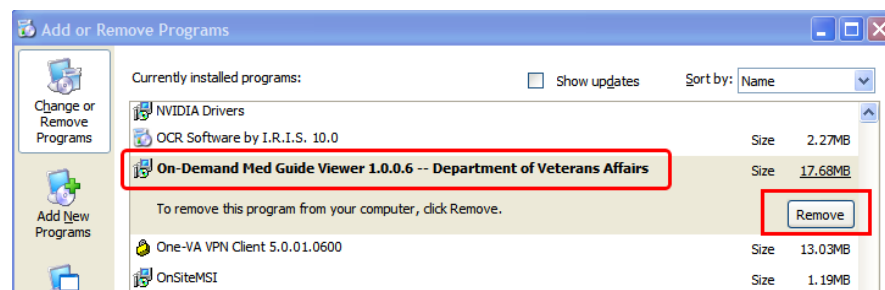 Add or Remove Programs
Currently installed programs: Show updates Sort by: Name
Change or
Remove
Programs
NVIDIA Drivers
OCR Software by I.R.I.S. 10.0 Size 2.27MB
On-Demand Med Guide Viewer 1.0.0.6 -- Department of Veterans Affairs Size 17.68MB
To remove this program from your computer, click Remove. Remove
Add New
Programs
One-VA VPN Client 5.0.01.0600 Size 13.03MB
OnSiteMSI Size 1.19MB